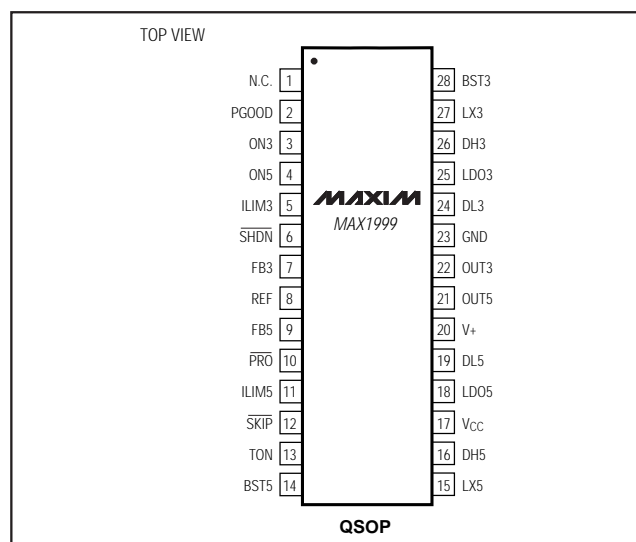 TOP VIEW
N.C. 1
PGOOD 2
ON3 3
ON5 4
ILIM3 5
SHDN 6
FB3 7
REF 8
FB5 9
PRO 10
ILIM5 11
SKIP 12
TON 13
BST5 14
MAXIM
MAX1999
28 BST3
27 LX3
26 DH3
25 LDO3
24 DL3
23 GND
22 OUT3
21 OUT5
20 V+
19 DL5
18 LDO5
17 VCC
16 DH5
15 LX5
QSOP